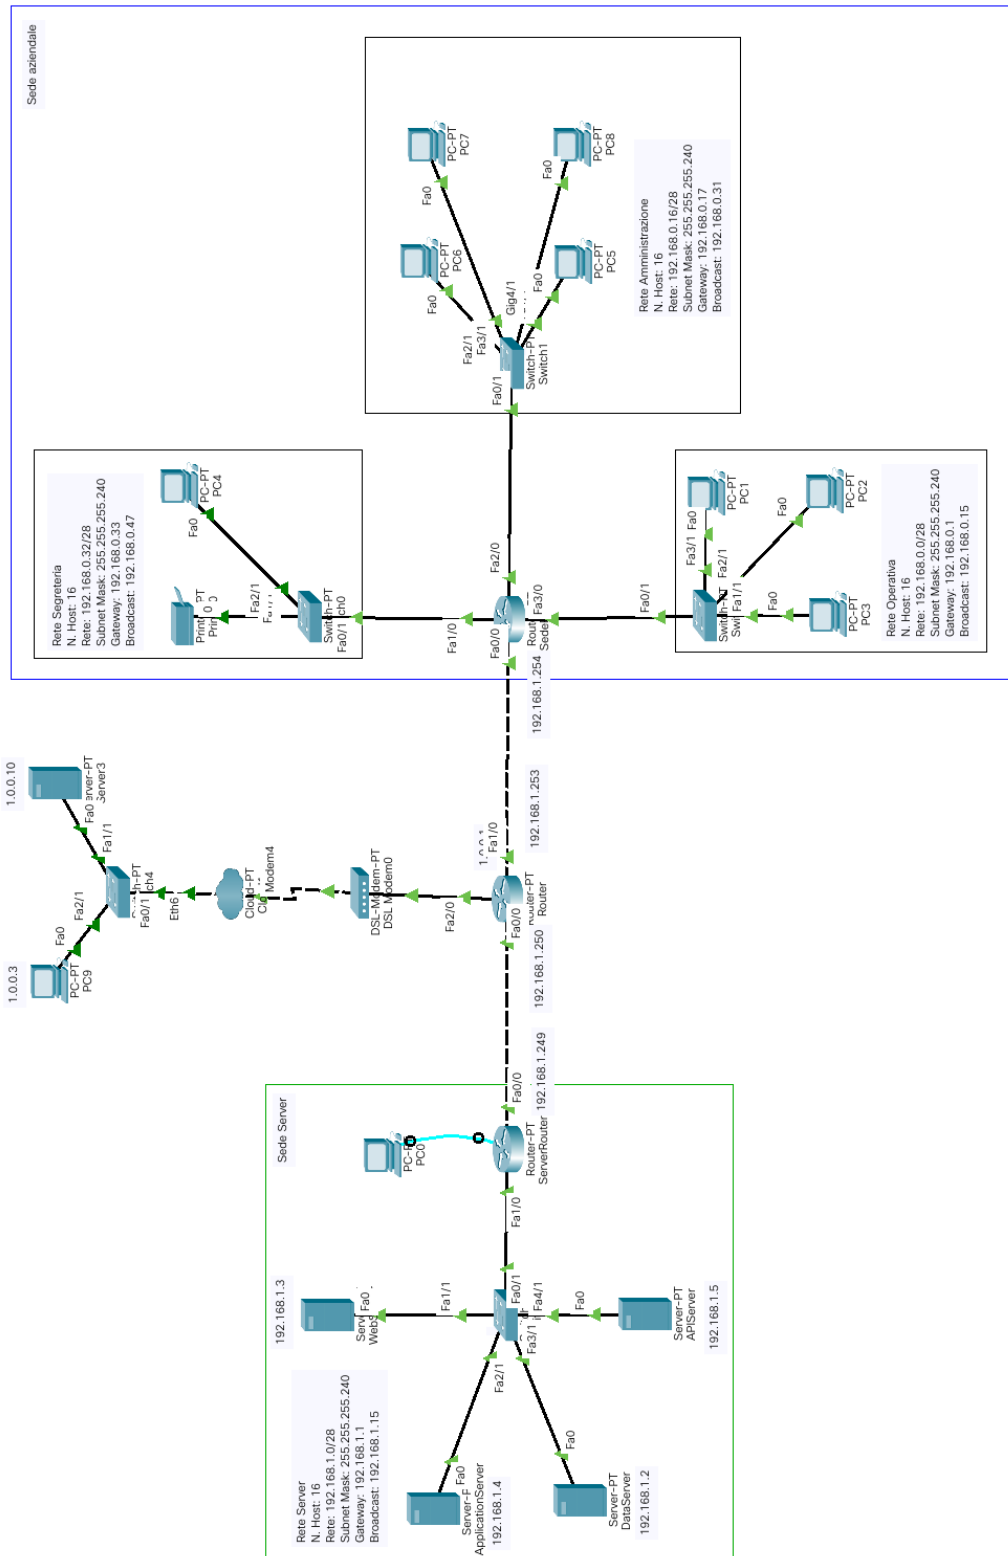 Sede aziendale
PC-PT
PC7
Fa0
PC-PT
PC8
Fa0
PC-PT
PC6
Fa0
PC-PT
PC5
Fa0
Gig4/1
Fa2/1
Fa3/1
Fa0/1
Switch-PT
Switch1
Rete Amministrazione
N. Host: 16
Rete: 192.168.0.16/28
Subnet Mask: 255.255.255.240
Gateway: 192.168.0.17
Broadcast: 192.168.0.31
Rete Segreteria
N. Host: 16
Rete: 192.168.0.32/28
Subnet Mask: 255.255.255.240
Gateway: 192.168.0.33
Broadcast: 192.168.0.47
PC-PT
PC4
Fa0
Fa2/1
Switch-PT
Fa0/1
Fa1/0
Fa0/0
Fa2/0
Fa3/0
192.168.1.254
Fa0/1
PC-PT
PC1
Fa0
Fa3/1
Fa2/1
Fa1/1
PC-PT
PC2
Fa0
Fa0
PC-PT
PC3
Rete Operativa
N. Host: 16
Rete: 192.168.0.0/28
Subnet Mask: 255.255.255.240
Gateway: 192.168.0.1
Broadcast: 192.168.0.15
1.0.0.10
Fa0
Fa1/1
Fa2/1
Fa0/1
Eth6
Cloud-PT
Modem4
DSL-Modem-PT
DSL Modem0
Fa2/0
1.0.0.3
Fa0
PC-PT
PC9
Fa1/0
192.168.1.253
Router-PT
Router
Fa0/0
192.168.1.250
192.168.1.249
Fa0/0
Sede Server
PC0
Router-PT
ServerRouter
Fa1/0
192.168.1.3
Fa0
Fa1/1
Fa0/1
Fa4/1
Fa3/1
Fa2/1
Fa0
Server-PT
APIServer
192.168.1.5
Rete Server
N. Host: 16
Rete: 192.168.1.0/28
Subnet Mask: 255.255.255.240
Gateway: 192.168.1.1
Broadcast: 192.168.1.15
Fa0
ApplicationServer
192.168.1.4
Fa0
Server-PT
DataServer
192.168.1.2